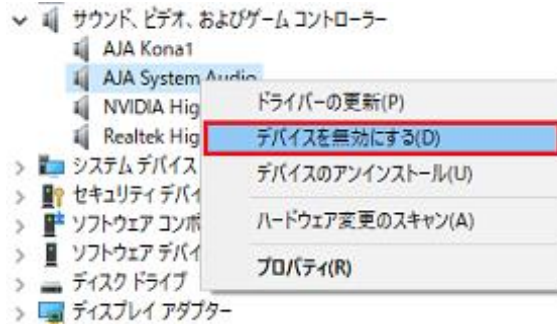 サウンド、ビデオ、およびゲーム コントローラー
AJA Kona1
AJA System Audio
NVIDIA Hig
Realtek Hig
システム デバイス
セキュリティ デバイ
ソフトウェア コンポ
ソフトウェア デバイ
ディスク ドライブ
ディスプレイ アダプター
ドライバーの更新(P)
デバイスを無効にする(D)
デバイスのアンインストール(U)
ハードウェア変更のスキャン(A)
プロパティ(R)